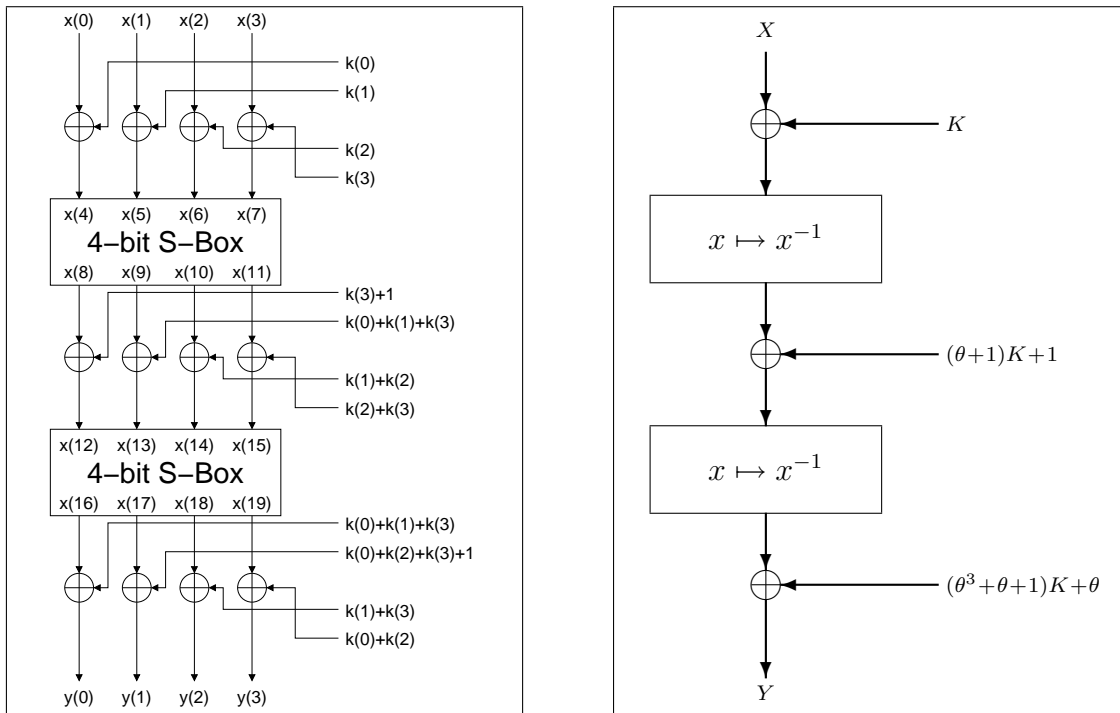 x(0) x(1) x(2) x(3)
k(0)
k(1)
k(2)
k(3)
x(4) x(5) x(6) x(7)
4−bit S−Box
x(8) x(9) x(10) x(11)
k(3)+1
k(0)+k(1)+k(3)
k(1)+k(2)
k(2)+k(3)
x(12) x(13) x(14) x(15)
4−bit S−Box
x(16) x(17) x(18) x(19)
k(0)+k(1)+k(3)
k(0)+k(2)+k(3)+1
k(1)+k(3)
k(0)+k(2)
y(0) y(1) y(2) y(3)
X
K
x ↦ x⁻¹
(θ+1)K+1
x ↦ x⁻¹
(θ³+θ+1)K+θ
Y